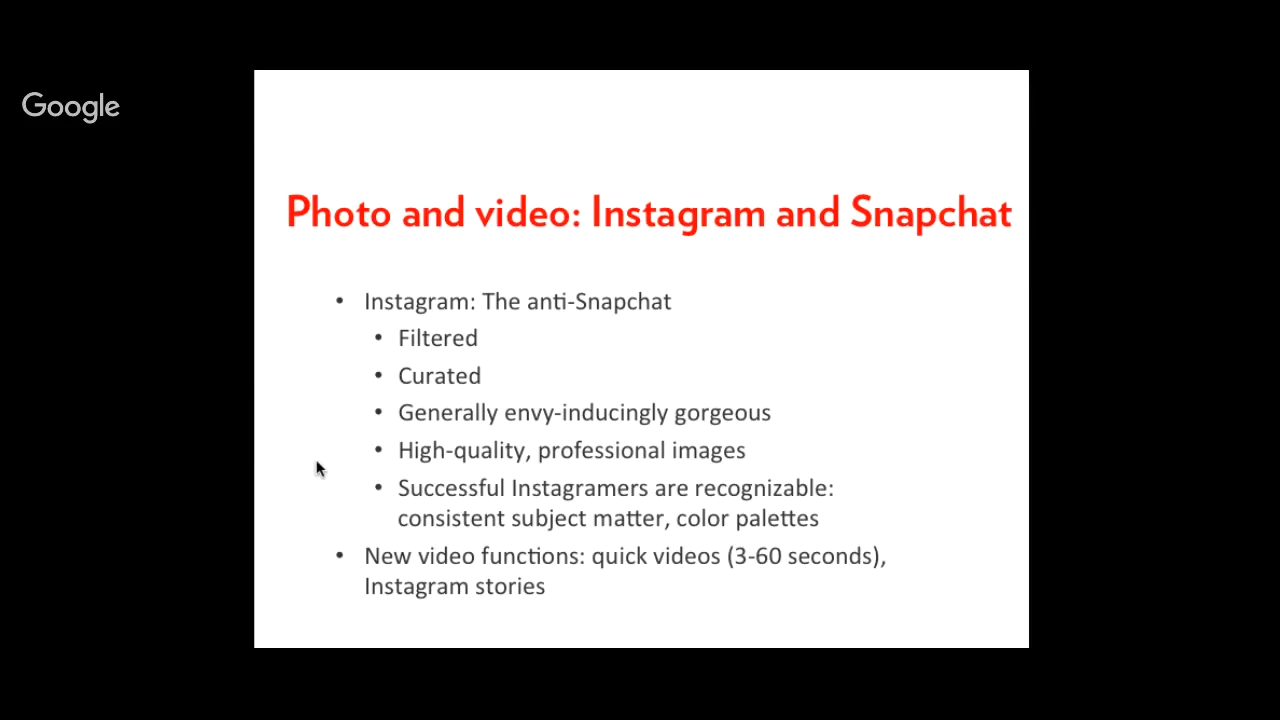 Google
Photo and video: Instagram and Snapchat
• Instagram: The anti-Snapchat
• Filtered
• Curated
• Generally envy-inducingly gorgeous
• High-quality, professional images
• Successful Instagramers are recognizable:
consistent subject matter, color palettes
• New video functions: quick videos (3-60 seconds),
Instagram stories